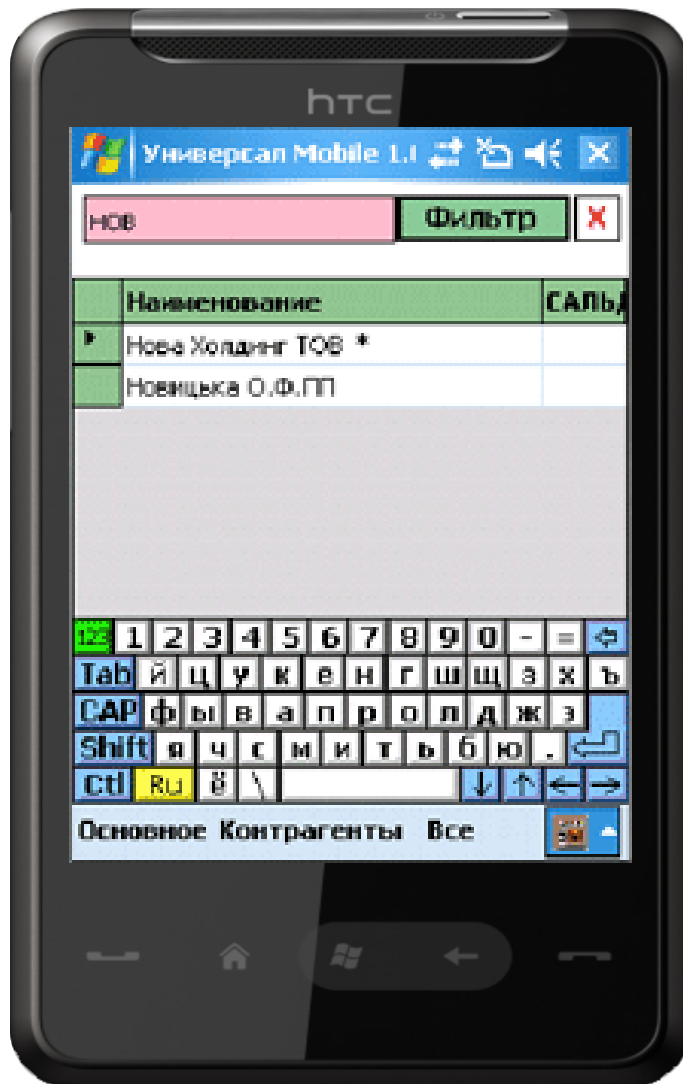 hTC
Универсал Mobile 1.
нов Фильтр X
Наименование САЛЬД
Нова Холдинг ТОВ *
Новицька О.Ф.ПП
123 1 2 3 4 5 6 7 8 9 0 - =
Tab й ц у к е н г ш щ з х ъ
CAP ф ы в а п р о л д ж э
Shift я ч с м и т ь б ю .
Ctl Ru ё \ ↓ ↑ ← →
Основное Контрагенты Все